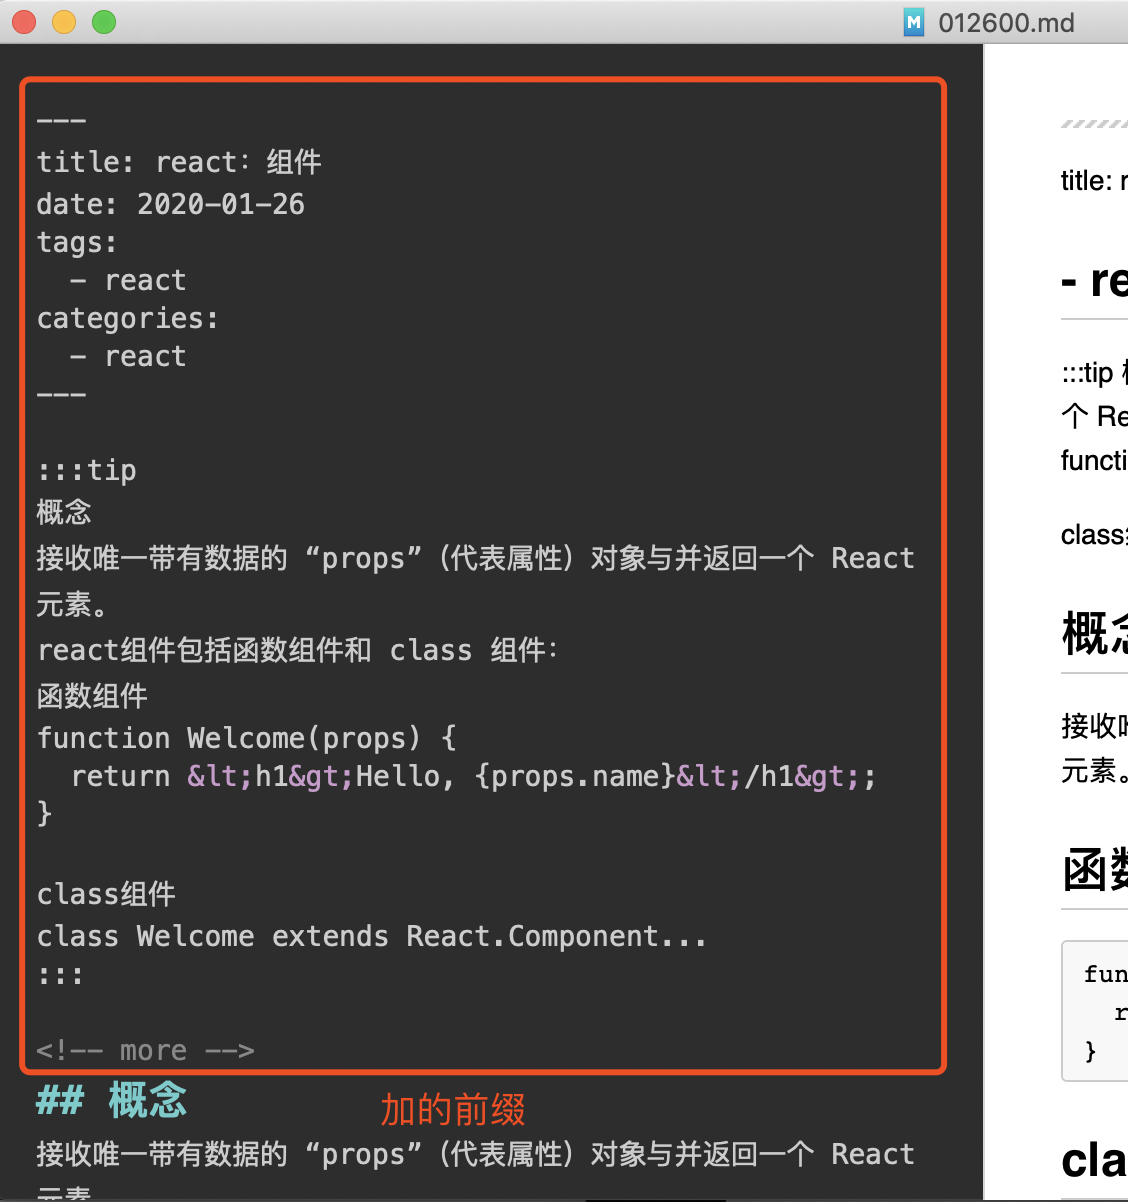 012600.md
---
title: react：组件
date: 2020-01-26
tags:
  - react
categories:
  - react
---
:::tip
概念
接收唯一带有数据的 “props”（代表属性）对象与并返回一个 React
元素。
react组件包括函数组件和 class 组件：
函数组件
function Welcome(props) {
  return &lt;h1&gt;Hello, {props.name}&lt;/h1&gt;;
}
class组件
class Welcome extends React.Component...
:::
<!-- more -->
## 概念
加的前缀
接收唯一带有数据的 “props”（代表属性）对象与并返回一个 React
元素
title:
- re
:::tip
个 Re
functi
class
概念
接收
元素。
函数
fun
r
}
cla